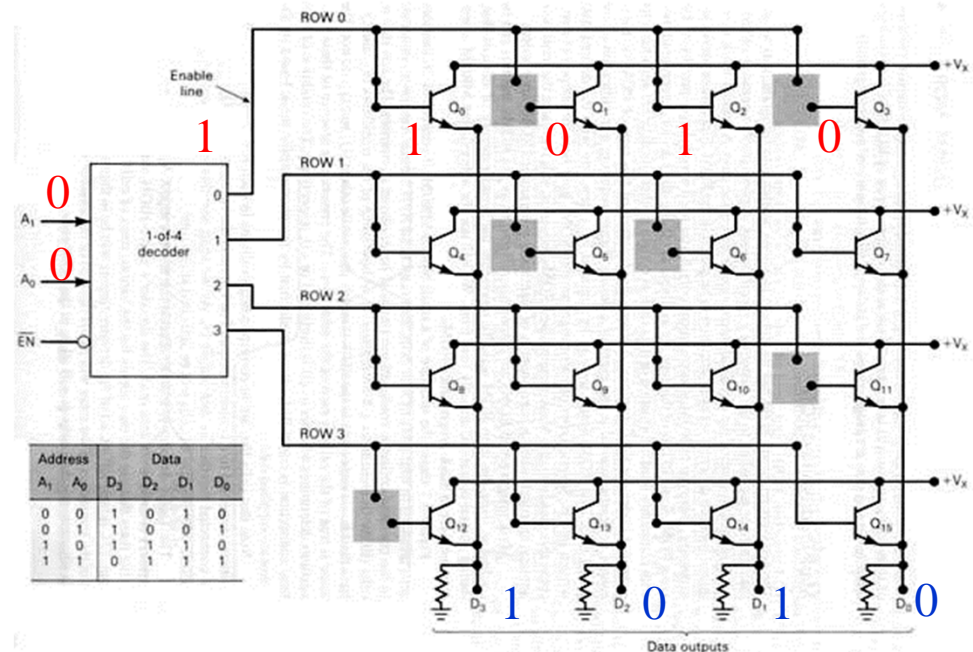 ROW 0
+Vx
Enable line
Q0 Q1 Q2 Q3
1 1 0 1 0
ROW 1
0
A1
0
+Vx
1-of-4 decoder
1
Q4 Q5 Q6 Q7
0
A0
2
ROW 2
EN
3
+Vx
Q8 Q9 Q10 Q11
ROW 3
Address Data
A1 A0 D3 D2 D1 D0
0 0 1 0 1 0
0 1 1 0 0 1
1 0 1 1 1 0
1 1 0 1 1 1
+Vx
Q12 Q13 Q14 Q15
D3 1 D2 0 D1 1 D0 0
Data outputs